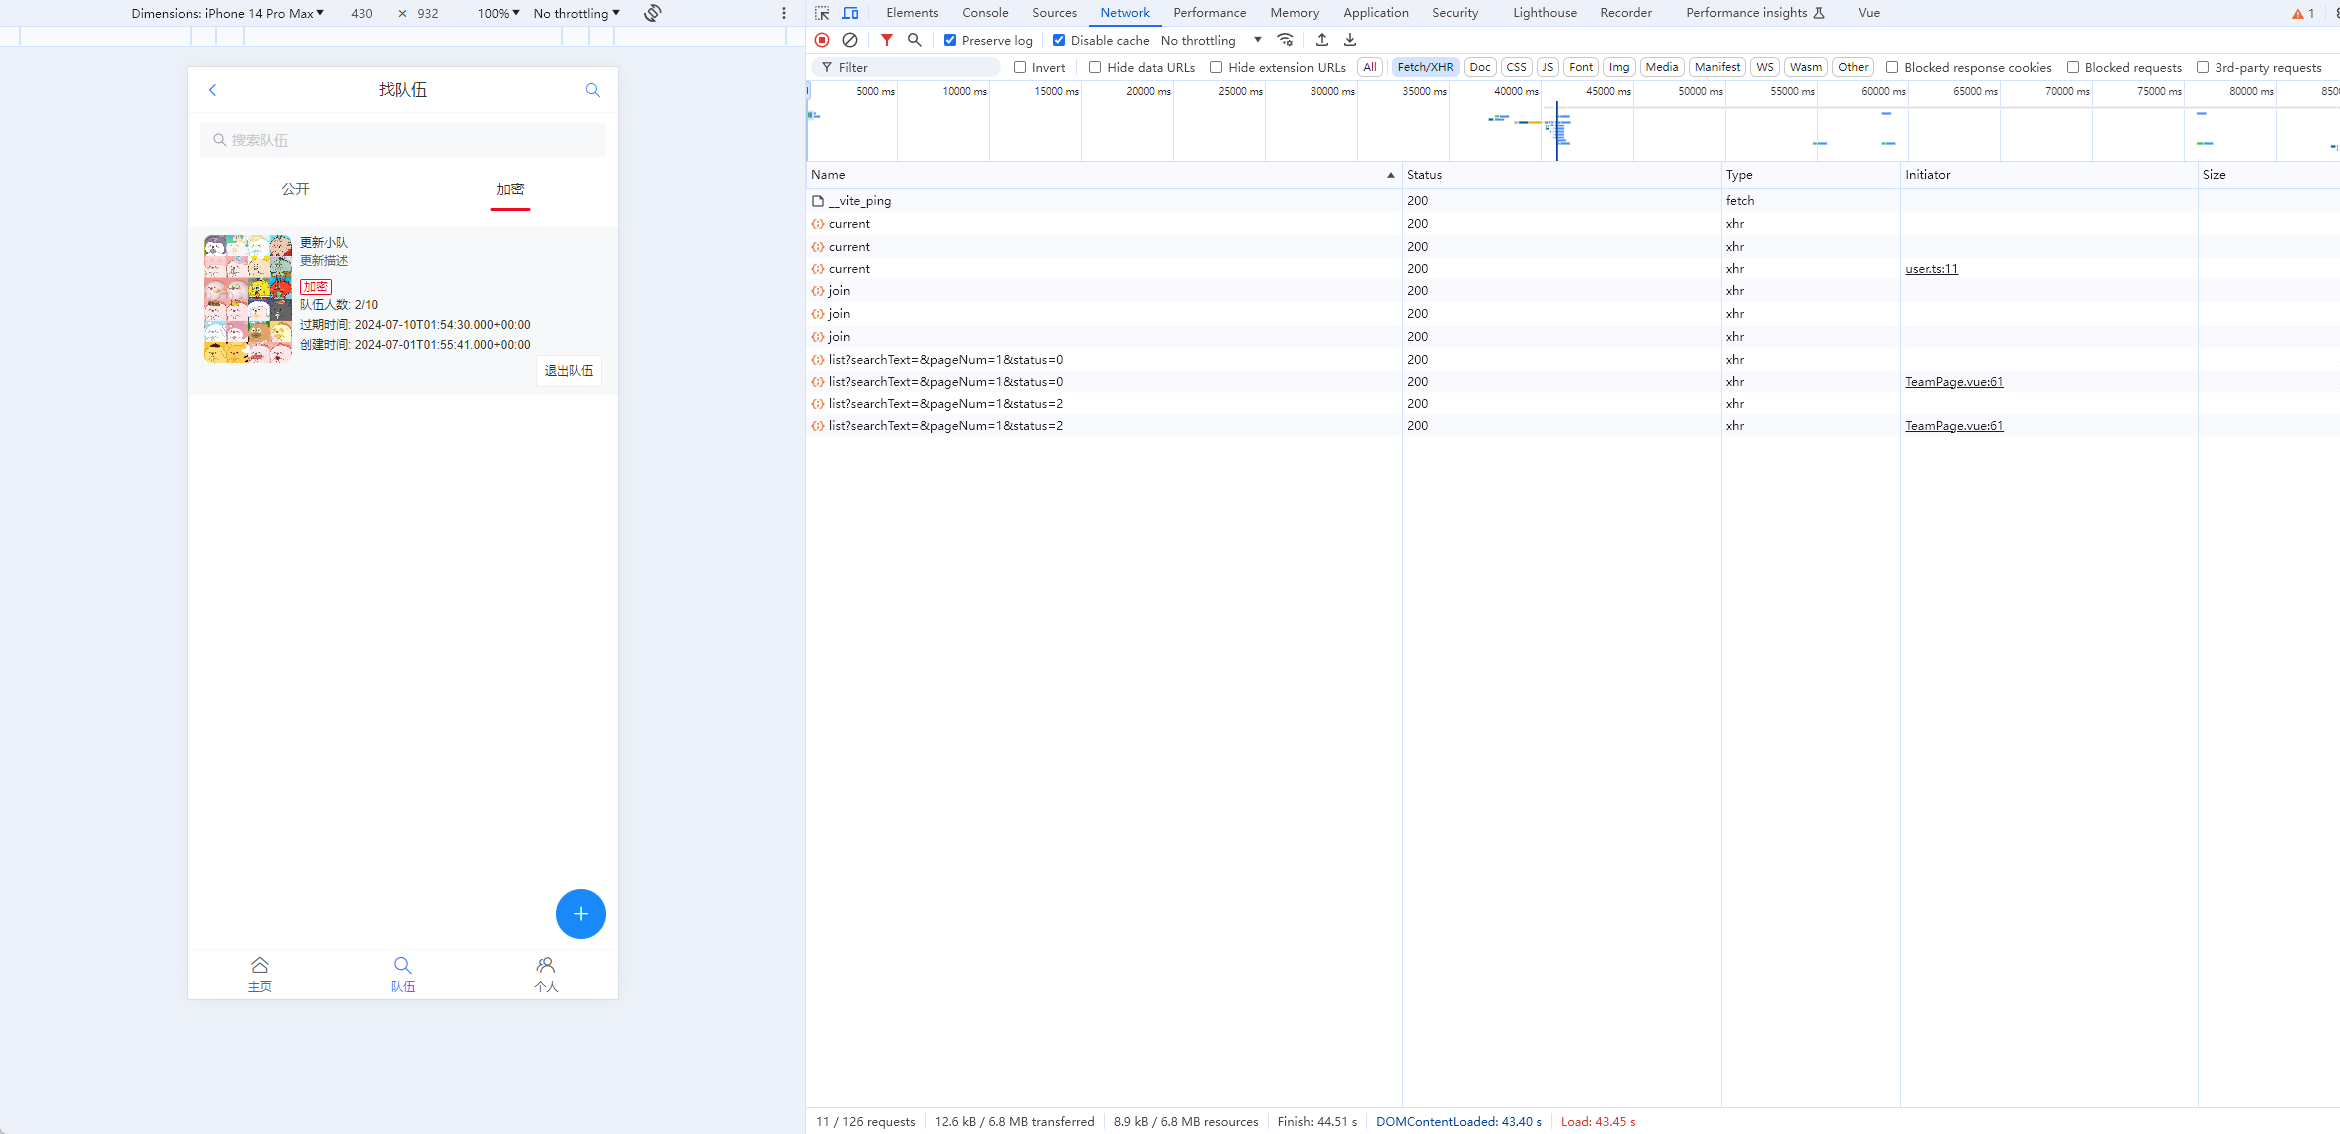 Dimensions: iPhone 14 Pro Max 430 × 932 100% No throttling
找队伍
搜索队伍
公开 加密
更新小队
更新描述
加密
队伍人数: 2/10
过期时间: 2024-07-10T01:54:30.000+00:00
创建时间: 2024-07-01T01:55:41.000+00:00
退出队伍
主页 队伍 个人
Elements Console Sources Network Performance Memory Application Security Lighthouse Recorder Performance insights Vue 1
Preserve log Disable cache No throttling
Filter Invert Hide data URLs Hide extension URLs All Fetch/XHR Doc CSS JS Font Img Media Manifest WS Wasm Other Blocked response cookies Blocked requests 3rd-party requests
5000 ms 10000 ms 15000 ms 20000 ms 25000 ms 30000 ms 35000 ms 40000 ms 45000 ms 50000 ms 55000 ms 60000 ms 65000 ms 70000 ms 75000 ms 80000 ms
Name Status Type Initiator Size
__vite_ping 200 fetch
current 200 xhr
current 200 xhr
current 200 xhr user.ts:11
join 200 xhr
join 200 xhr
join 200 xhr
list?searchText=&pageNum=1&status=0 200 xhr
list?searchText=&pageNum=1&status=0 200 xhr TeamPage.vue:61
list?searchText=&pageNum=1&status=2 200 xhr
list?searchText=&pageNum=1&status=2 200 xhr TeamPage.vue:61
11 / 126 requests 12.6 kB / 6.8 MB transferred 8.9 kB / 6.8 MB resources Finish: 44.51 s DOMContentLoaded: 43.40 s Load: 43.45 s